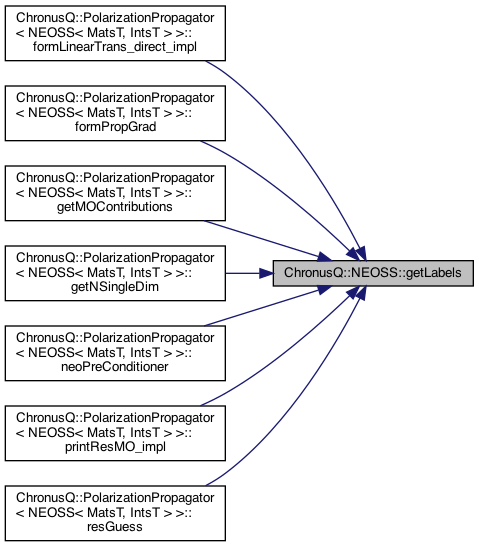 ChronusQ::PolarizationPropagator
< NEOSS< MatsT, IntsT > >::
formLinearTrans_direct_impl
ChronusQ::PolarizationPropagator
< NEOSS< MatsT, IntsT > >::
formPropGrad
ChronusQ::PolarizationPropagator
< NEOSS< MatsT, IntsT > >::
getMOContributions
ChronusQ::PolarizationPropagator
< NEOSS< MatsT, IntsT > >::
getNSingleDim
ChronusQ::NEOSS::getLabels
ChronusQ::PolarizationPropagator
< NEOSS< MatsT, IntsT > >::
neoPreConditioner
ChronusQ::PolarizationPropagator
< NEOSS< MatsT, IntsT > >::
printResMO_impl
ChronusQ::PolarizationPropagator
< NEOSS< MatsT, IntsT > >::
resGuess